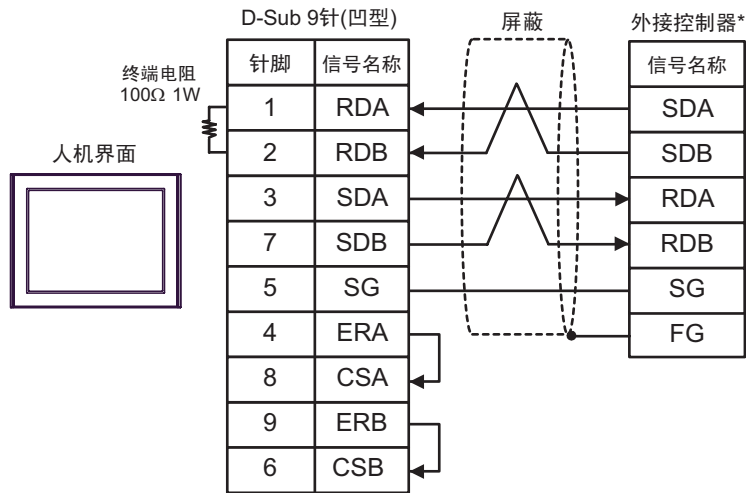 D-Sub 9针(凹型)
屏蔽
外接控制器*
终端电阻
100Ω 1W
人机界面
针脚 信号名称
1 RDA
2 RDB
3 SDA
7 SDB
5 SG
4 ERA
8 CSA
9 ERB
6 CSB
信号名称
SDA
SDB
RDA
RDB
SG
FG